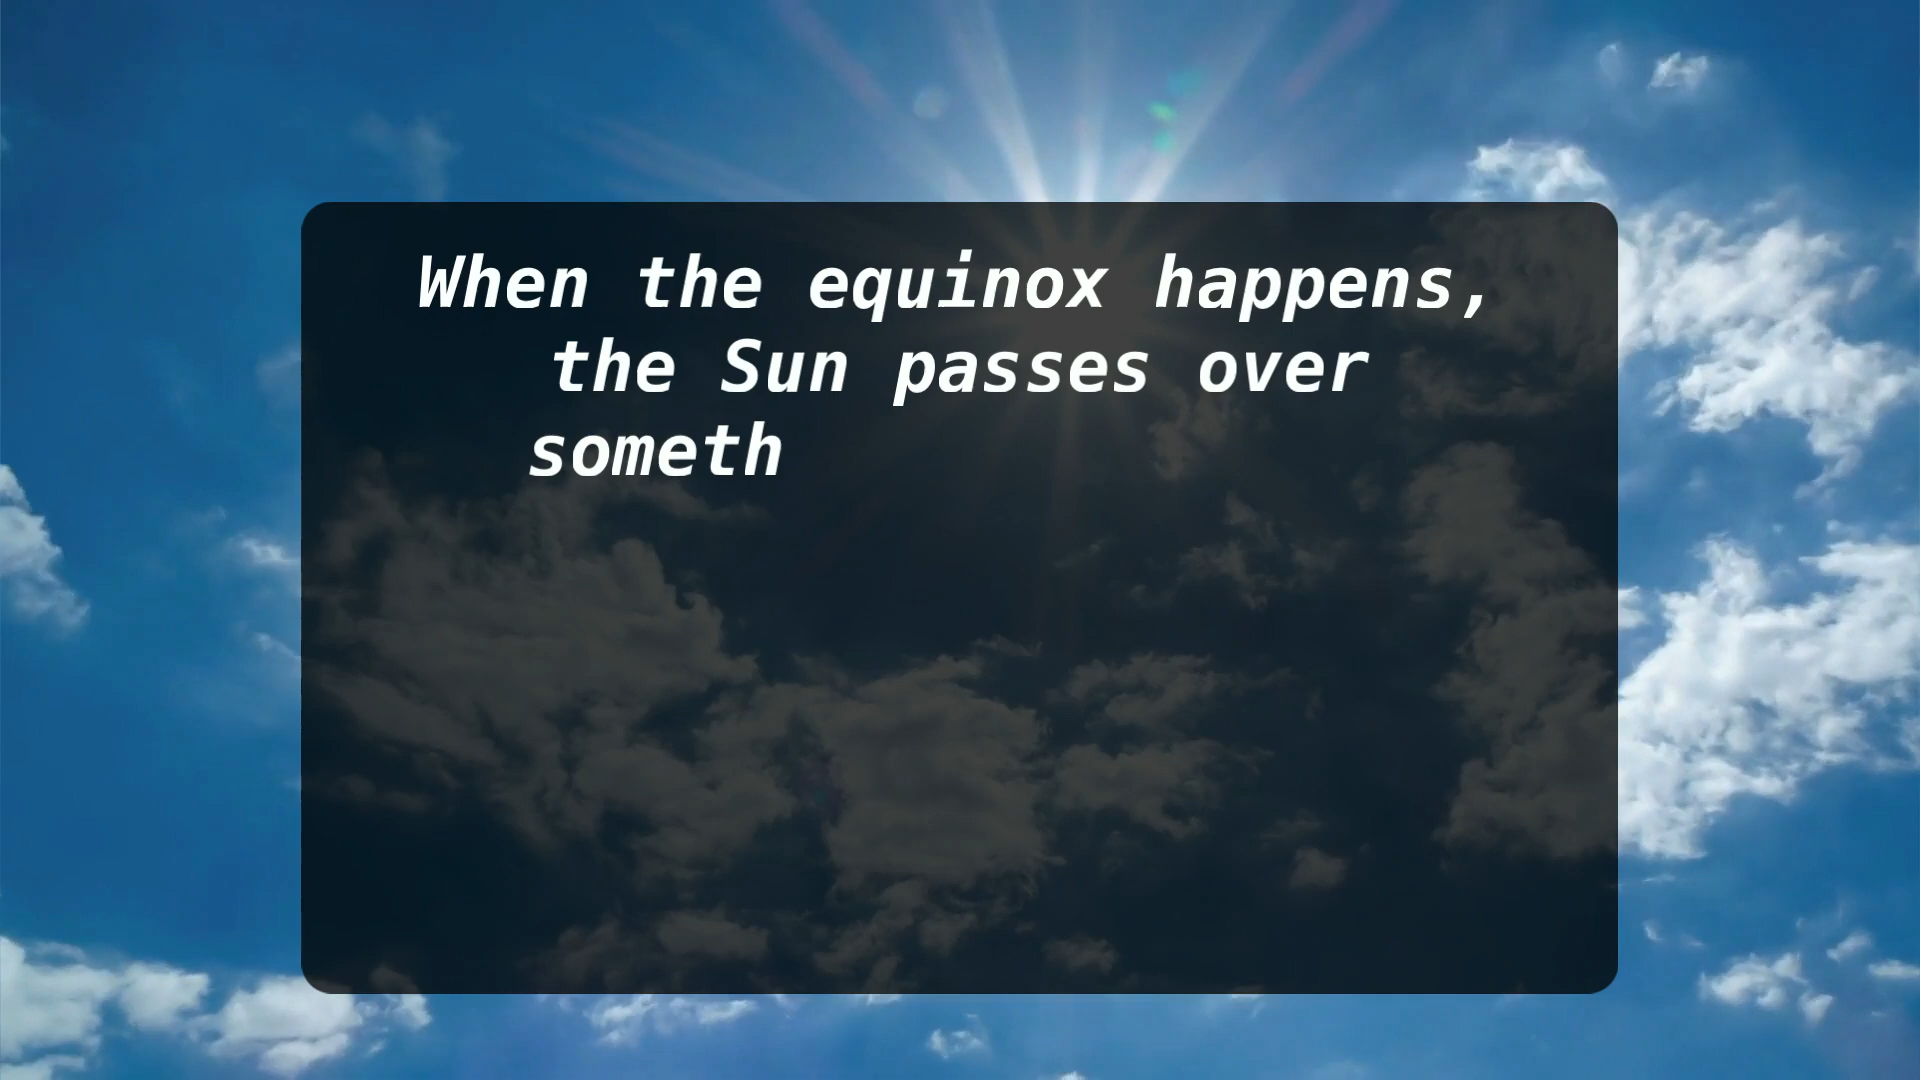 When the equinox happens,
the Sun passes over
someth